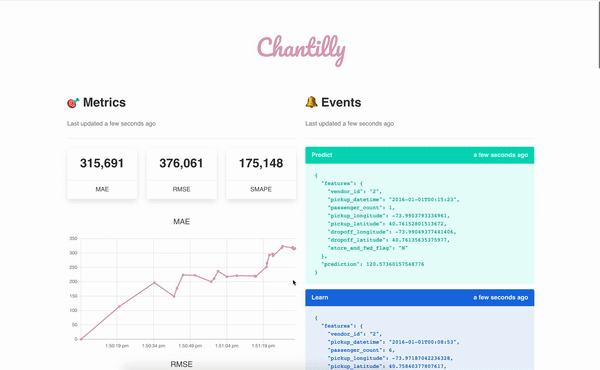 Chantilly
Metrics
Last updated a few seconds ago
315,691
MAE
376,061
RMSE
175,148
SMAPE
MAE
350
300
250
200
150
100
50
0
1:50:19 pm
1:50:34 pm
1:50:49 pm
1:51:04 pm
1:51:19 pm
RMSE
Events
Last updated a few seconds ago
Predict
a few seconds ago
{
"features": {
"vendor_id": "2",
"pickup_datetime": "2016-01-01T00:15:23",
"passenger_count": 1,
"pickup_longitude":
"pickup_latitude": 40.76152801513672,
"dropoff_longitude": -73.99049377441406,
"dropoff_latitude": 40.76135635375977,
"store_and_fwd_flag": "N"
},
"prediction": 120.57360157548776
}
Learn
a few seconds ago
{
"features": {
"vendor_id": "2",
"pickup_datetime": "2016-01-01T00:08:53",
"passenger_count": 6,
"pickup_longitude": -73.97187042236328,
"pickup_latitude": 40.75840377807617,